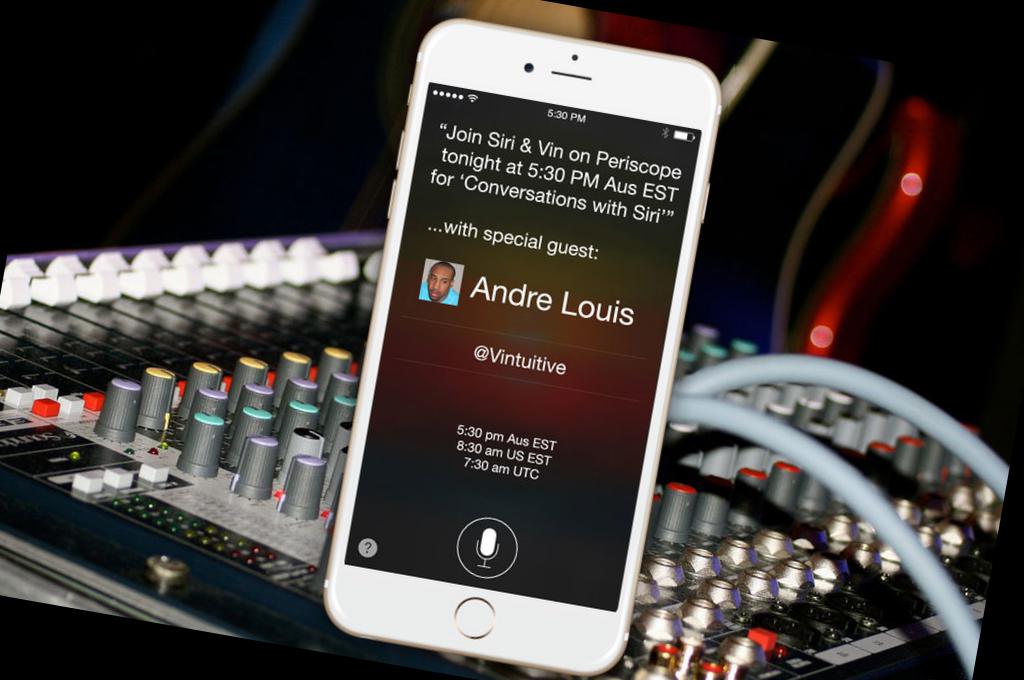 5:30 PM
“Join Siri & Vin on Periscope
tonight at 5:30 PM Aus EST
for ‘Conversations with Siri’”
...with special guest:
Andre Louis
@Vintuitive
5:30 pm Aus EST
8:30 am US EST
7:30 am UTC
?